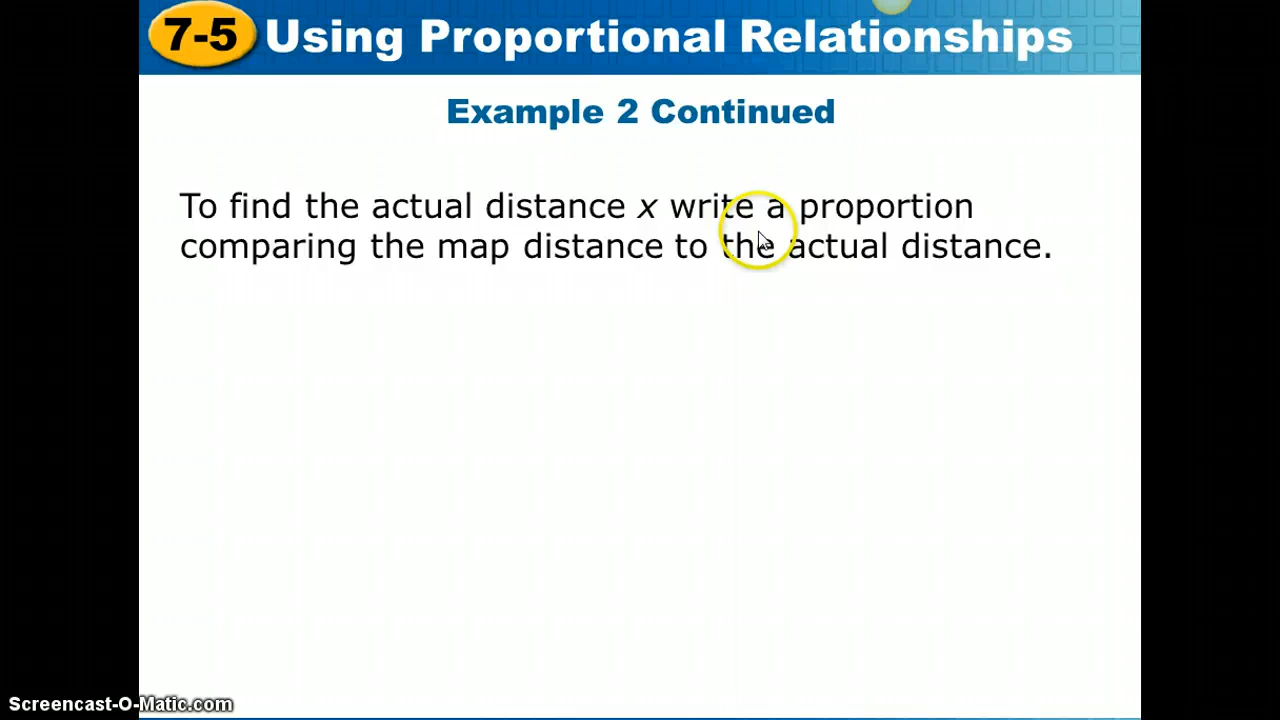 7-5 Using Proportional Relationships
Example 2 Continued
To find the actual distance x write a proportion
comparing the map distance to the actual distance.
Screencast-O-Matic.com